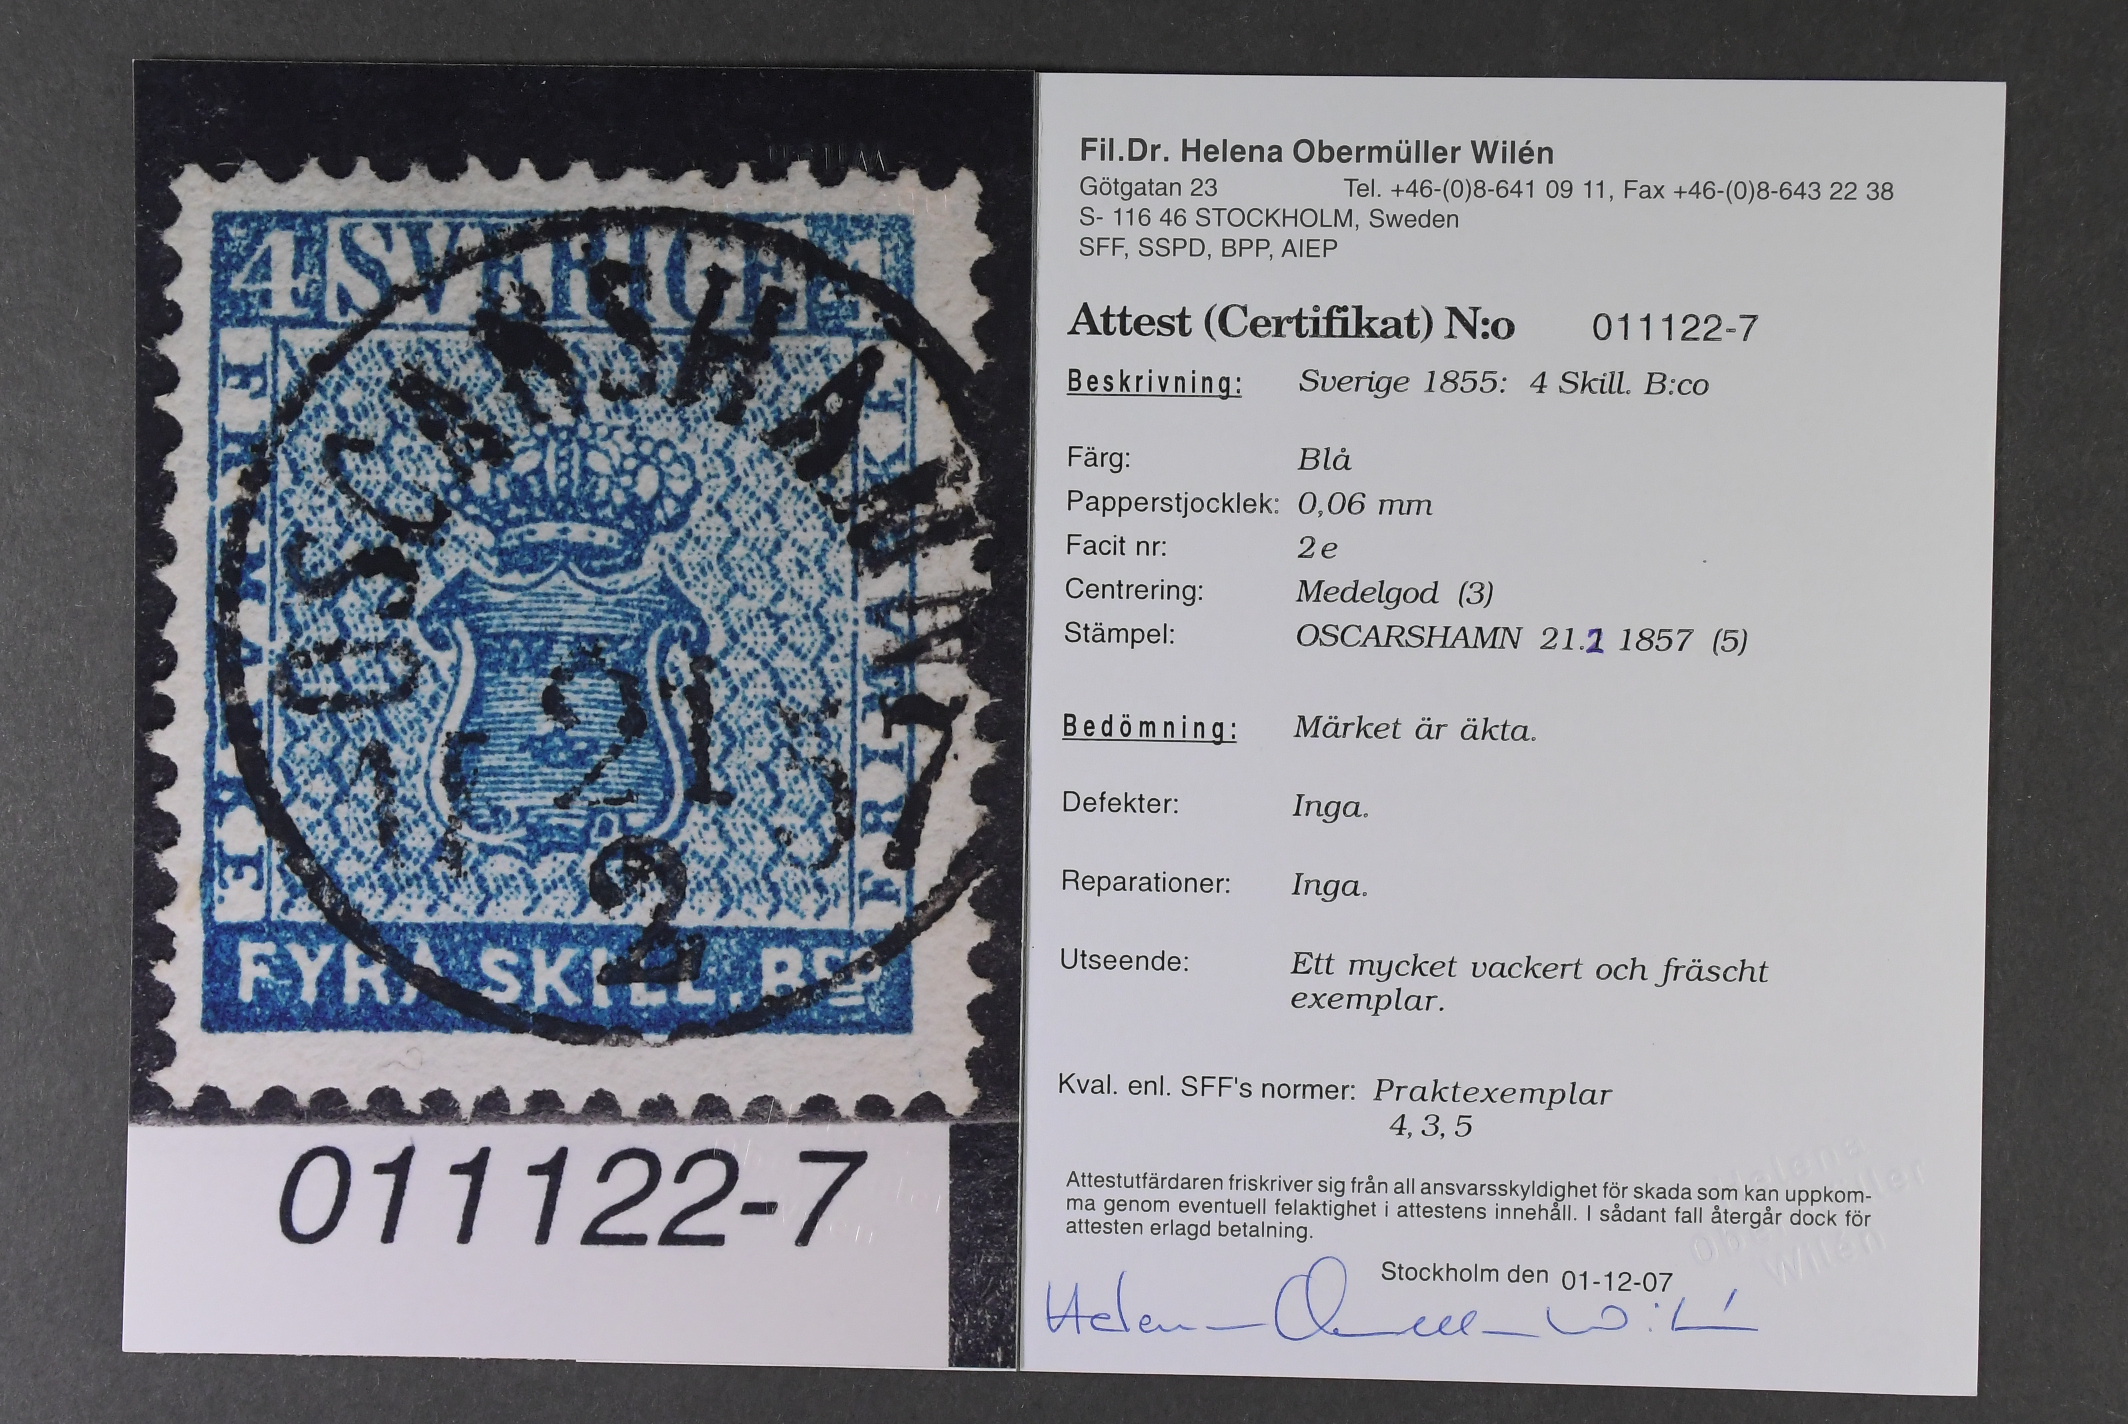 4 SVERIGE 4
FRIMÄRKE
FRIMÄRKE
OSCARSHAMN
21
1857
2
FYRA SKILL. Bco
011122-7
Fil.Dr. Helena Obermüller Wilén
Götgatan 23 Tel. +46-(0)8-641 09 11, Fax +46-(0)8-643 22 38
S- 116 46 STOCKHOLM, Sweden
SFF, SSPD, BPP, AIEP
Attest (Certifikat) N:o 011122-7
Beskrivning: Sverige 1855: 4 Skill. B:co
Färg: Blå
Papperstjocklek: 0,06 mm
Facit nr: 2e
Centrering: Medelgod (3)
Stämpel: OSCARSHAMN 21.2 1857 (5)
Bedömning: Märket är äkta.
Defekter: Inga.
Reparationer: Inga.
Utseende: Ett mycket vackert och fräscht
exemplar.
Kval. enl. SFF's normer: Praktexemplar
4, 3, 5
Attestutfärdaren friskriver sig från all ansvarsskyldighet för skada som kan uppkom-
ma genom eventuell felaktighet i attestens innehåll. I sådant fall återgår dock för
attesten erlagd betalning.
Helena
Obermüller
Wilén
Stockholm den 01-12-07